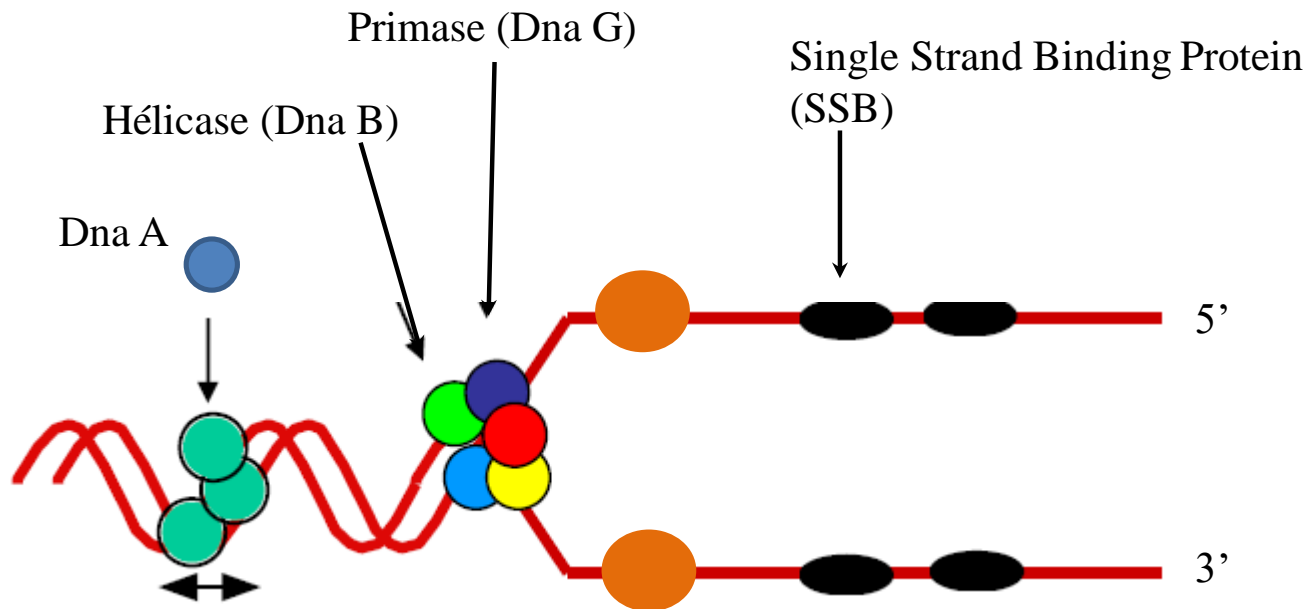 Primase (Dna G)
Single Strand Binding Protein
(SSB)
Hélicase (Dna B)
Dna A
5’
3’